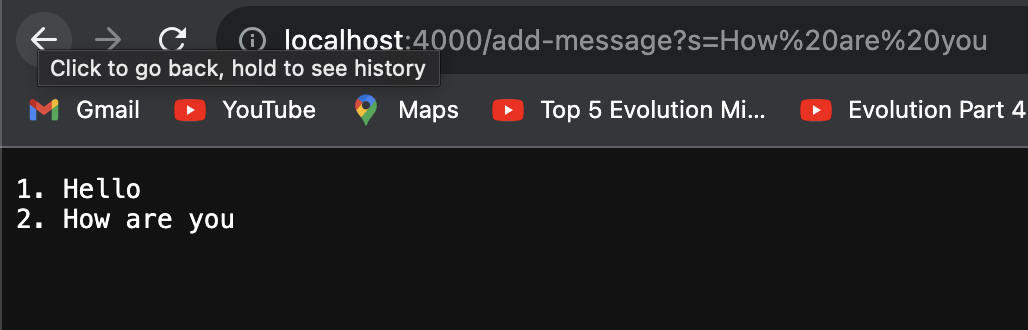 localhost:4000/add-message?s=How%20are%20you
Click to go back, hold to see history
Gmail YouTube Maps Top 5 Evolution Mi... Evolution Part 4
1. Hello
2. How are you